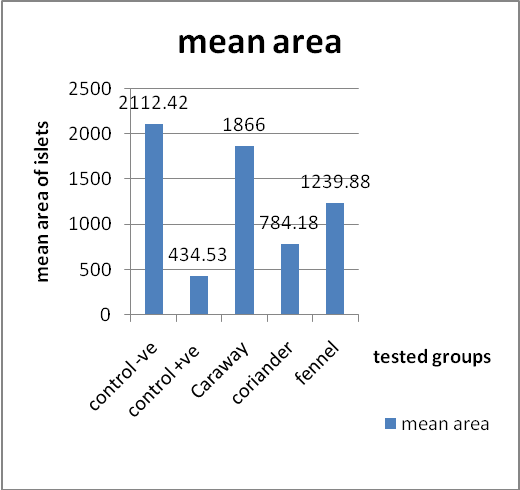 mean area
mean area of islets
2500
2000
1500
1000
500
0
2112.42
434.53
1866
784.18
1239.88
control -ve
control +ve
Caraway
coriander
fennel
tested groups
mean area